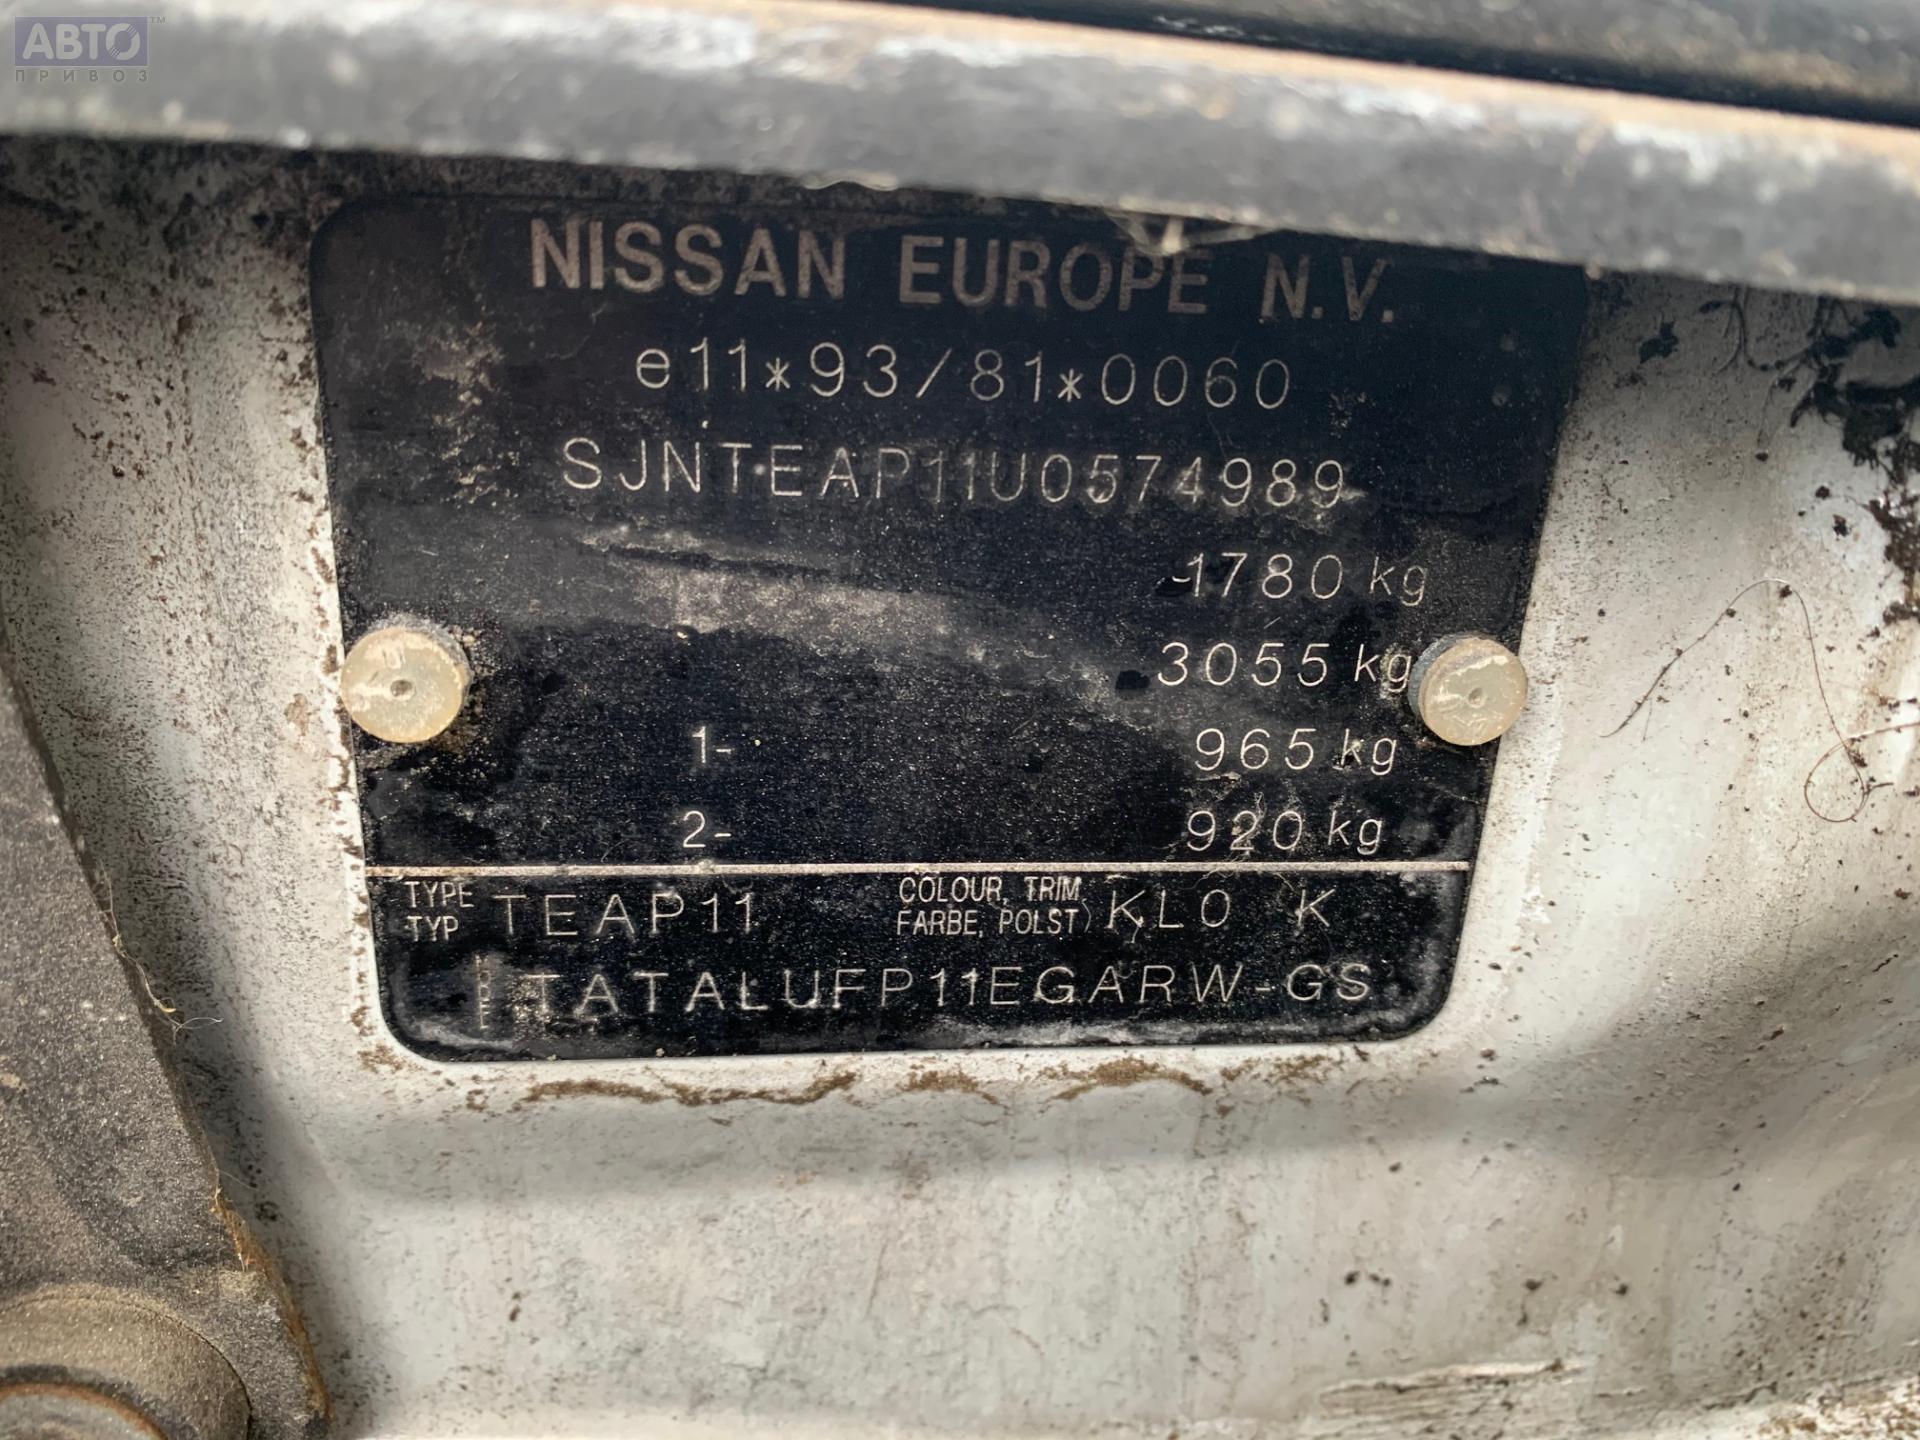 АВТО™
ПРИВОЗ
NISSAN EUROPE N.V.
e11*93/81*0060
SJNTEAP11U0574989
1780 kg
3055 kg
1- 965 kg
2- 920 kg
TYPE TYP TEAP11 COLOUR, TRIM FARBE, POLST) KL0 K
TATALUFP11EGARW-GS